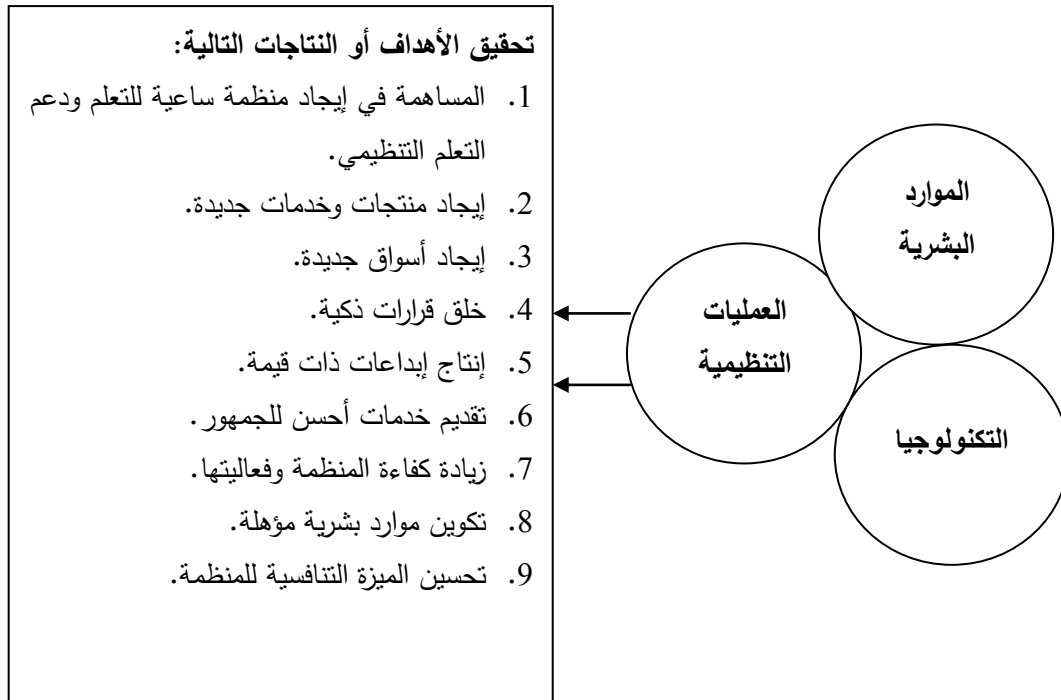 تحقيق الأهداف أو النتاجات التالية:
1. المساهمة في إيجاد منظمة ساعية للتعلم ودعم
التعلم التنظيمي.
2. إيجاد منتجات وخدمات جديدة.
3. إيجاد أسواق جديدة.
4. خلق قرارات ذكية.
5. إنتاج إبداعات ذات قيمة.
6. تقديم خدمات أحسن للجمهور.
7. زيادة كفاءة المنظمة وفعاليتها.
8. تكوين موارد بشرية مؤهلة.
9. تحسين الميزة التنافسية للمنظمة.
الموارد
البشرية
العمليات
التنظيمية
التكنولوجيا